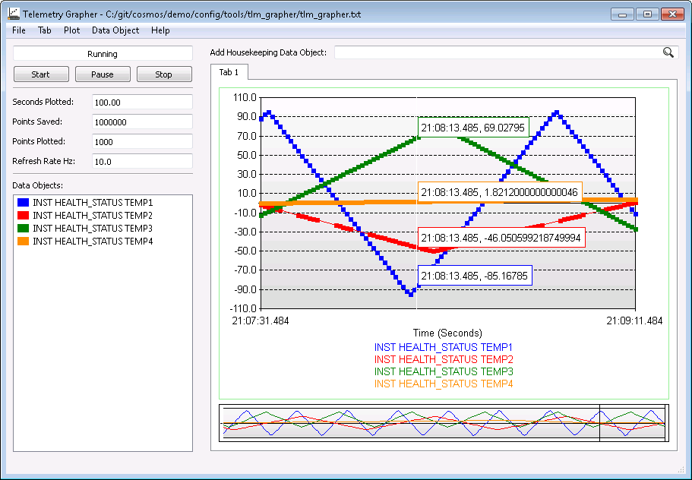 Telemetry Grapher - C:/git/cosmos/demo/config/tools/tlm_grapher/tlm_grapher.txt
File Tab Plot Data Object Help
Running
Start Pause Stop
Seconds Plotted: 100.00
Points Saved: 1000000
Points Plotted: 1000
Refresh Rate Hz: 10.0
Data Objects:
INST HEALTH_STATUS TEMP1
INST HEALTH_STATUS TEMP2
INST HEALTH_STATUS TEMP3
INST HEALTH_STATUS TEMP4
Add Housekeeping Data Object:
Tab 1
110.0
90.0
70.0
50.0
30.0
10.0
-10.0
-30.0
-50.0
-70.0
-90.0
-110.0
21:08:13.485, 69.02795
21:08:13.485, 1.8212000000000046
21:08:13.485, -46.050599218749994
21:08:13.485, -85.16785
21:07:31.484 21:09:11.484
Time (Seconds)
INST HEALTH_STATUS TEMP1
INST HEALTH_STATUS TEMP2
INST HEALTH_STATUS TEMP3
INST HEALTH_STATUS TEMP4